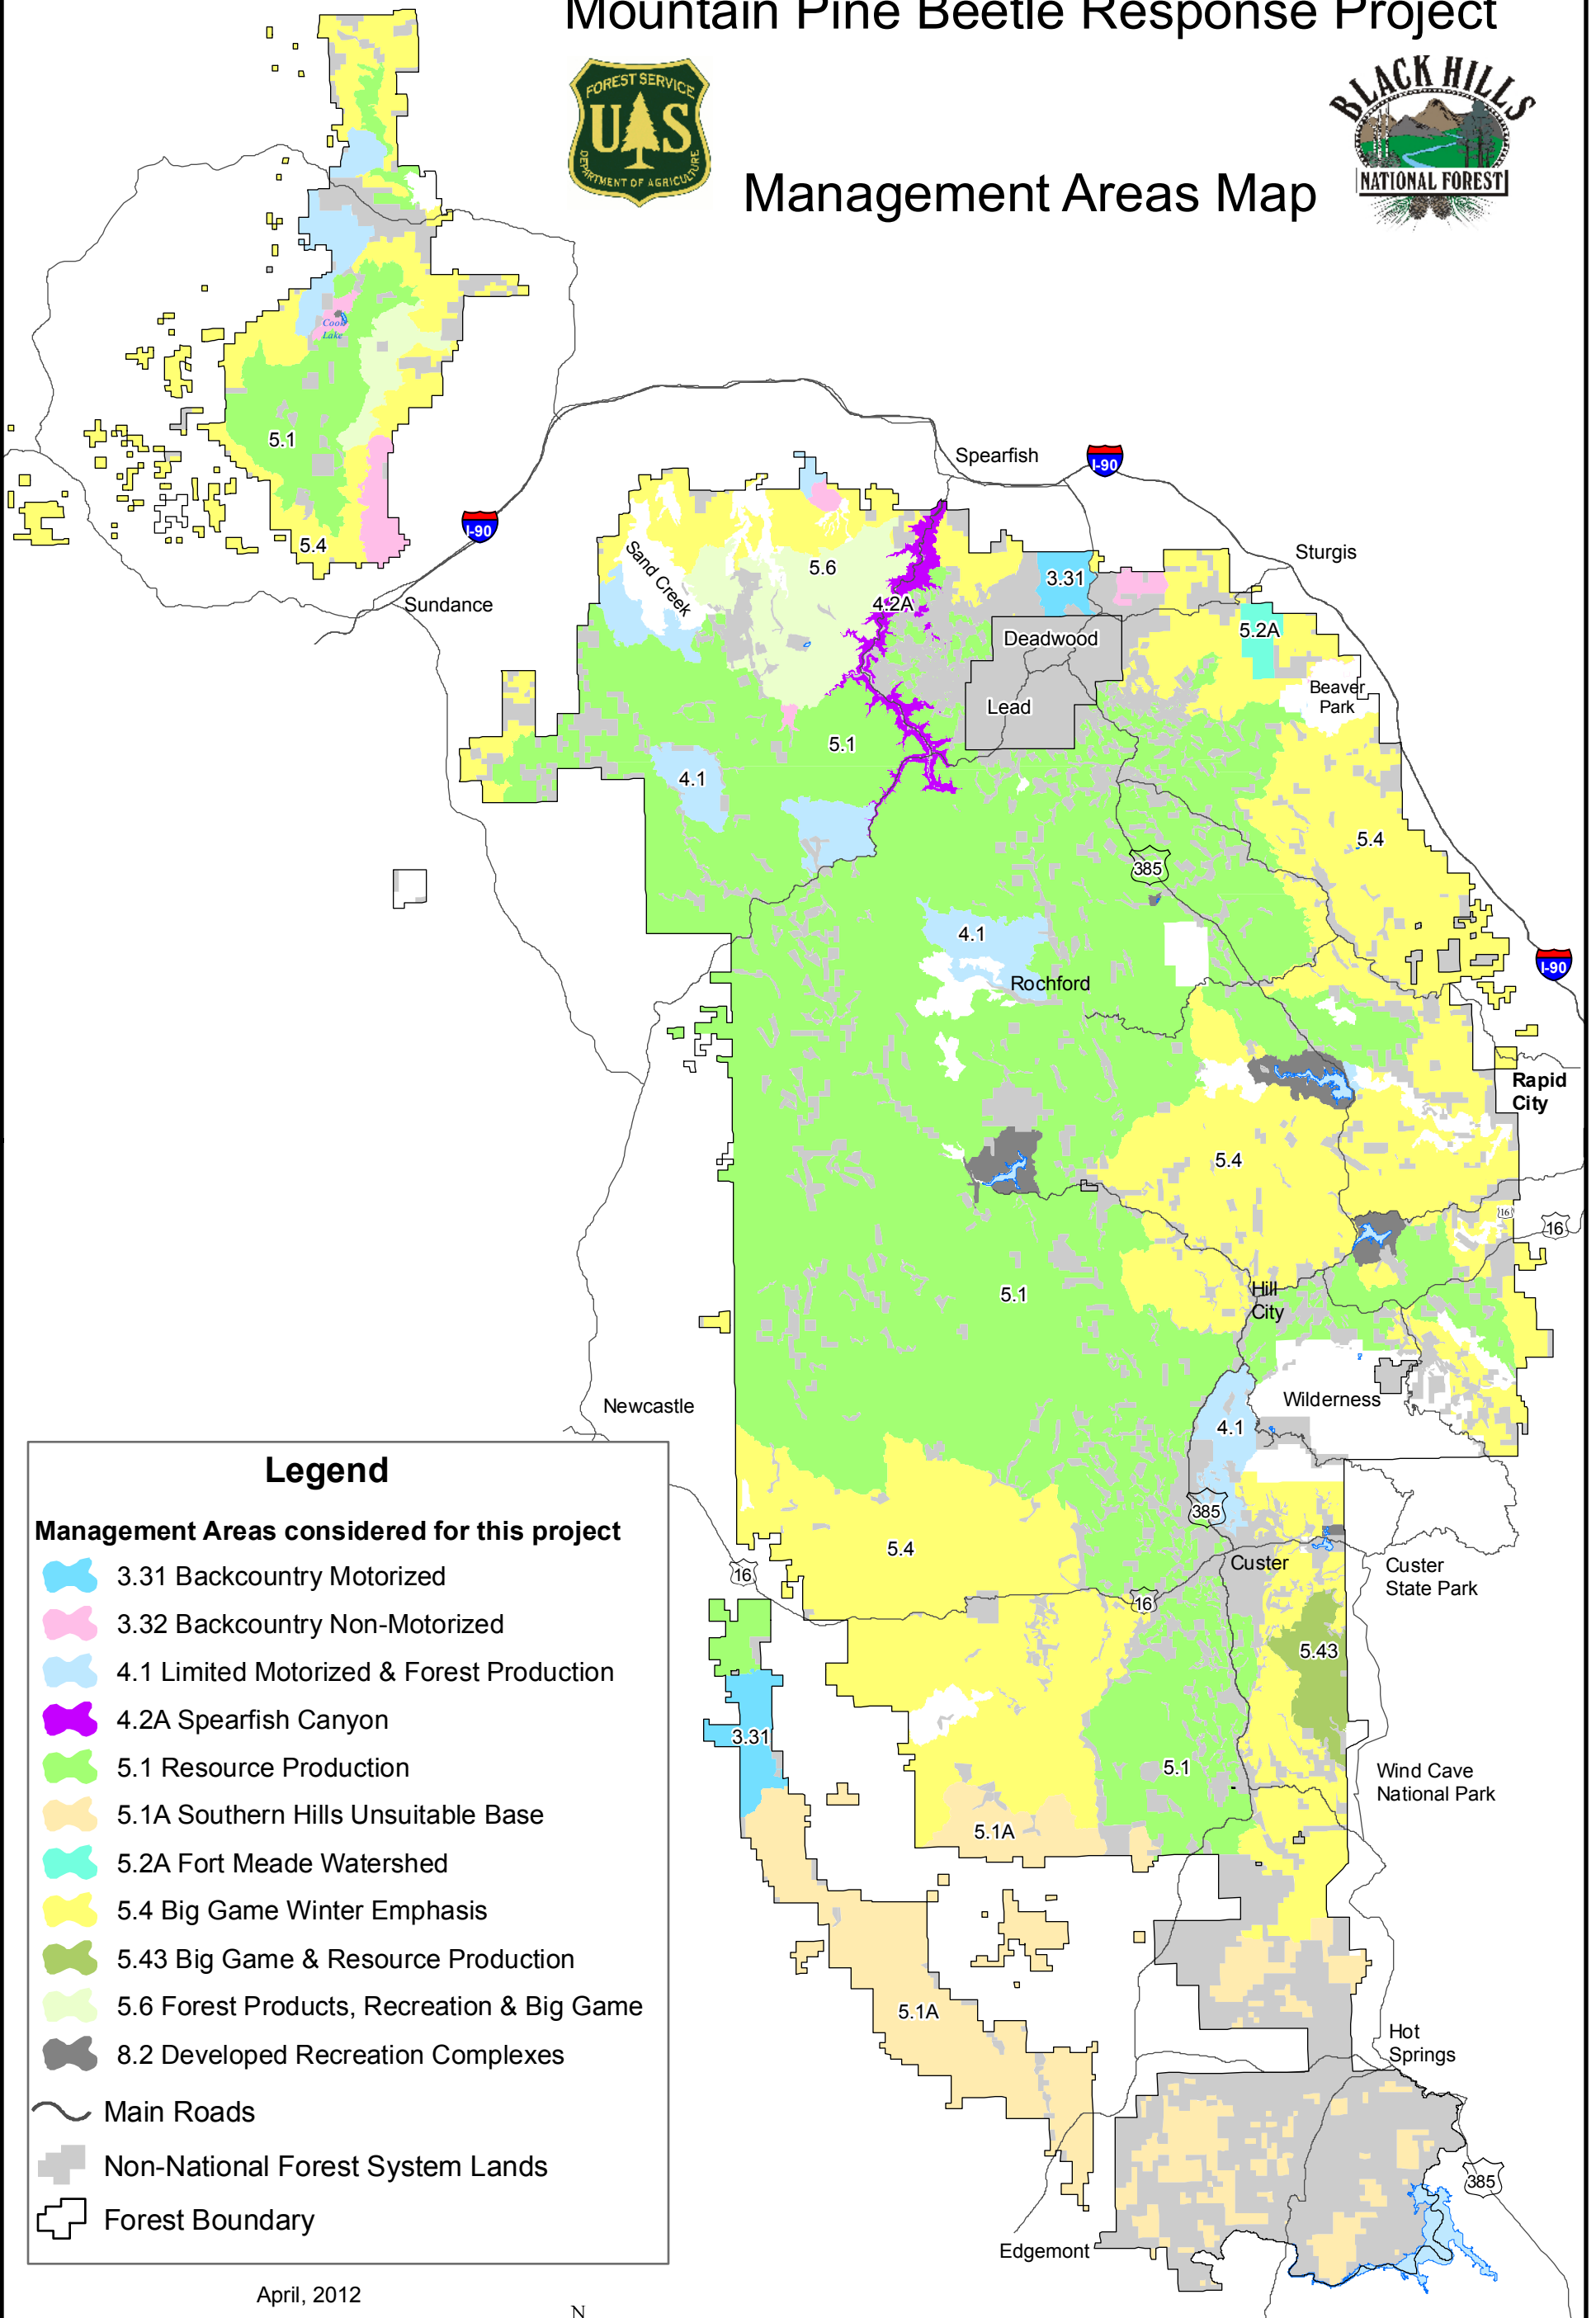 Mountain Pine Beetle Response Project
FOREST SERVICE
UAS
DEPARTMENT OF AGRICULTURE
BLACK HILLS
NATIONAL FOREST
Management Areas Map
Cook
Lake
5.1
5.4
I-90
Sundance
Spearfish
I-90
Sturgis
Sand Creek
5.6
4.2A
3.31
Deadwood
5.2A
Lead
Beaver
Park
5.1
4.1
5.4
385
4.1
Rochford
I-90
Rapid
City
5.4
16
16
5.1
Hill
City
Wilderness
Newcastle
4.1
385
5.4
Custer
Custer
State Park
16
16
5.43
3.31
5.1
Wind Cave
National Park
5.1A
5.1A
Hot
Springs
385
Edgemont
Legend
Management Areas considered for this project
3.31 Backcountry Motorized
3.32 Backcountry Non-Motorized
4.1 Limited Motorized & Forest Production
4.2A Spearfish Canyon
5.1 Resource Production
5.1A Southern Hills Unsuitable Base
5.2A Fort Meade Watershed
5.4 Big Game Winter Emphasis
5.43 Big Game & Resource Production
5.6 Forest Products, Recreation & Big Game
8.2 Developed Recreation Complexes
Main Roads
Non-National Forest System Lands
Forest Boundary
April, 2012
N